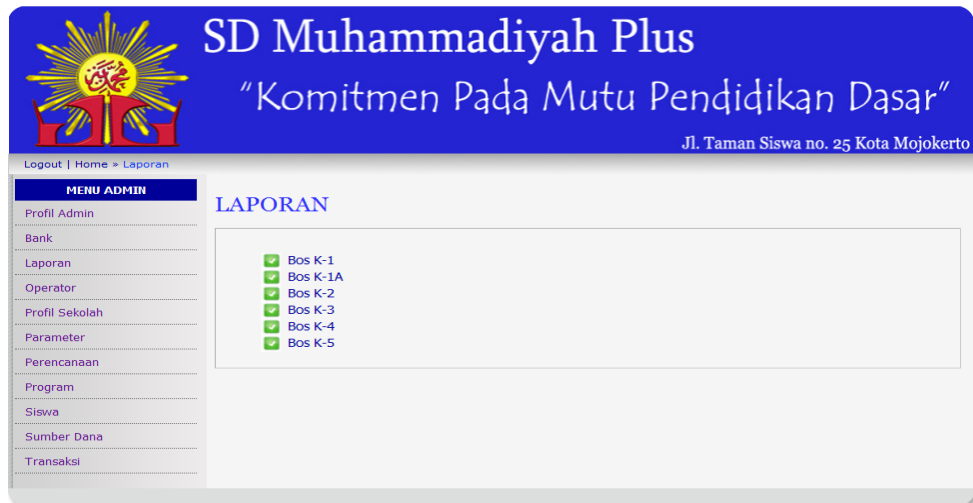 SD Muhammadiyah Plus
"Komitmen Pada Mutu Pendidikan Dasar"
Jl. Taman Siswa no. 25 Kota Mojokerto
Logout | Home » Laporan
MENU ADMIN
Profil Admin
Bank
Laporan
Operator
Profil Sekolah
Parameter
Perencanaan
Program
Siswa
Sumber Dana
Transaksi
LAPORAN
Bos K-1
Bos K-1A
Bos K-2
Bos K-3
Bos K-4
Bos K-5